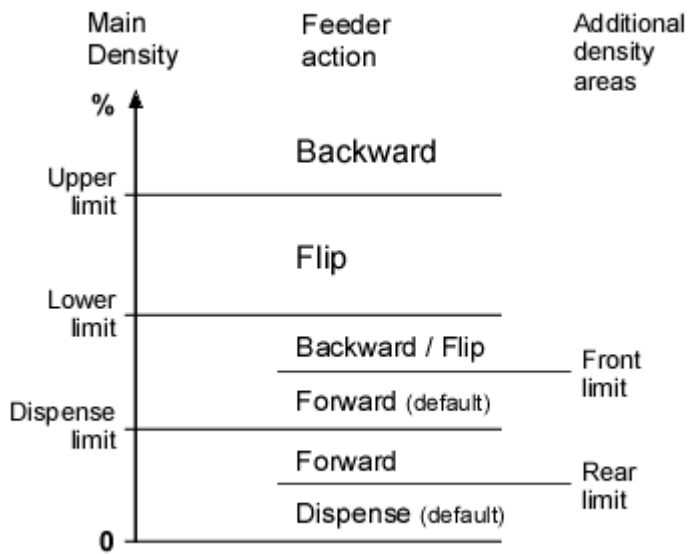 Main
Density
Feeder
action
Additional
density
areas
%
Backward
Upper
limit
Flip
Lower
limit
Backward / Flip
Front
limit
Forward (default)
Dispense
limit
Forward
Rear
limit
Dispense (default)
0